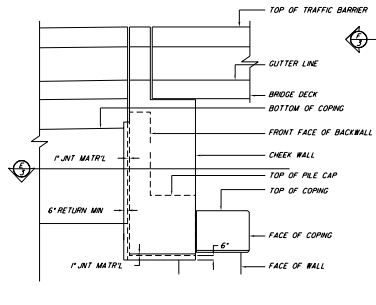 TOP OF TRAFFIC BARRIER
F
3
GUTTER LINE
BRIDGE DECK
BOTTOM OF COPING
FRONT FACE OF BACKWALL
1" JNT MATR'L
CHEEK WALL
E
3
TOP OF PILE CAP
TOP OF COPING
6" RETURN MIN
FACE OF COPING
6"
1" JNT MATR'L
FACE OF WALL